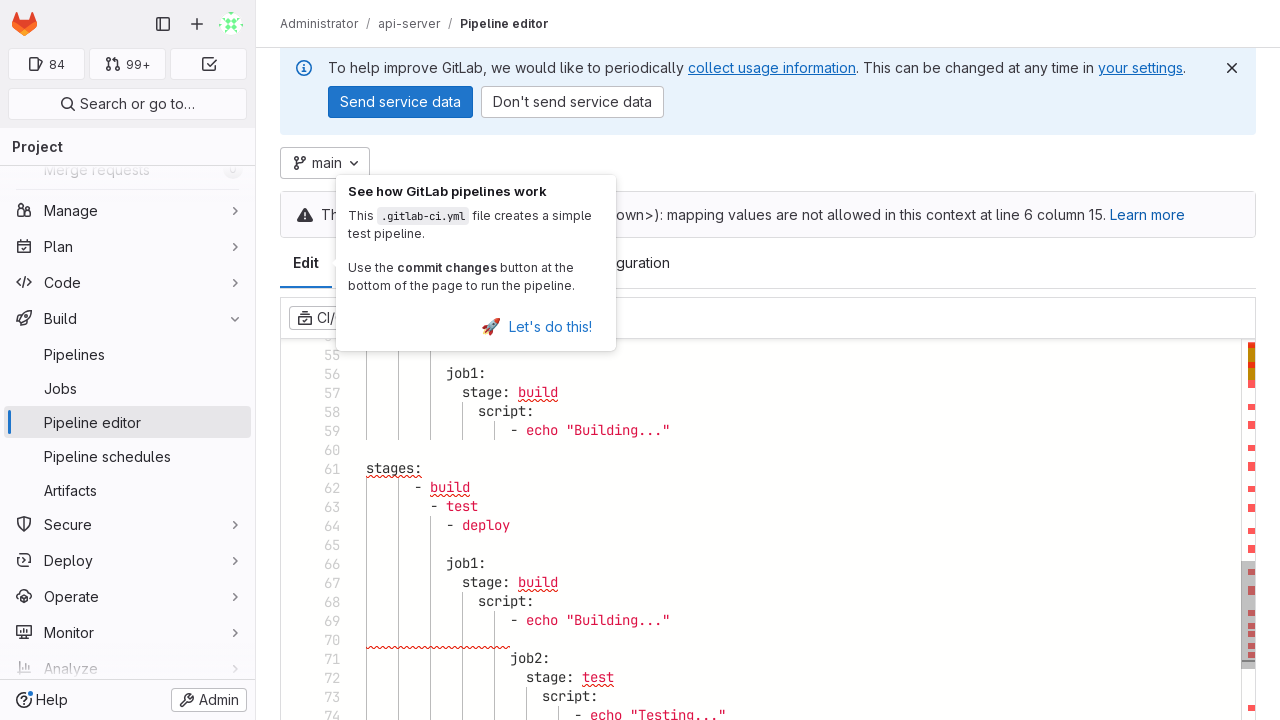 Administrator / api-server / Pipeline editor
84
99+
Search or go to…
Project
Merge requests
Manage
Plan
Code
Build
Pipelines
Jobs
Pipeline editor
Pipeline schedules
Artifacts
Secure
Deploy
Operate
Monitor
Analyze
Help
Admin
To help improve GitLab, we would like to periodically collect usage information. This can be changed at any time in your settings.
Send service data
Don't send service data
main
See how GitLab pipelines work
This .gitlab-ci.yml file creates a simple
test pipeline.
Use the commit changes button at the
bottom of the page to run the pipeline.
🚀 Let's do this!
mapping values are not allowed in this context at line 6 column 15. Learn more
Edit
CI/
55
56 job1:
57 stage: build
58 script:
59 - echo "Building..."
60
61 stages:
62 - build
63 - test
64 - deploy
65
66 job1:
67 stage: build
68 script:
69 - echo "Building..."
70
71 job2:
72 stage: test
73 script:
74 - echo "Testing..."